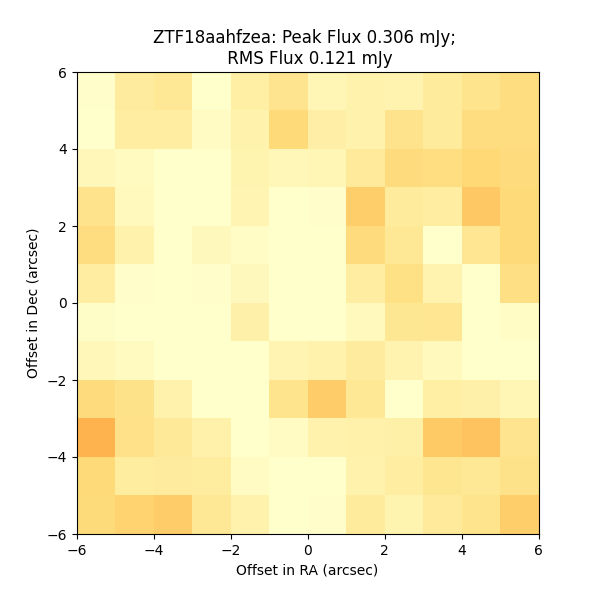 ZTF18aahfzea: Peak Flux 0.306 mJy;
RMS Flux 0.121 mJy
6
4
2
0
−2
−4
−6
Offset in Dec (arcsec)
−6 −4 −2 0 2 4 6
Offset in RA (arcsec)